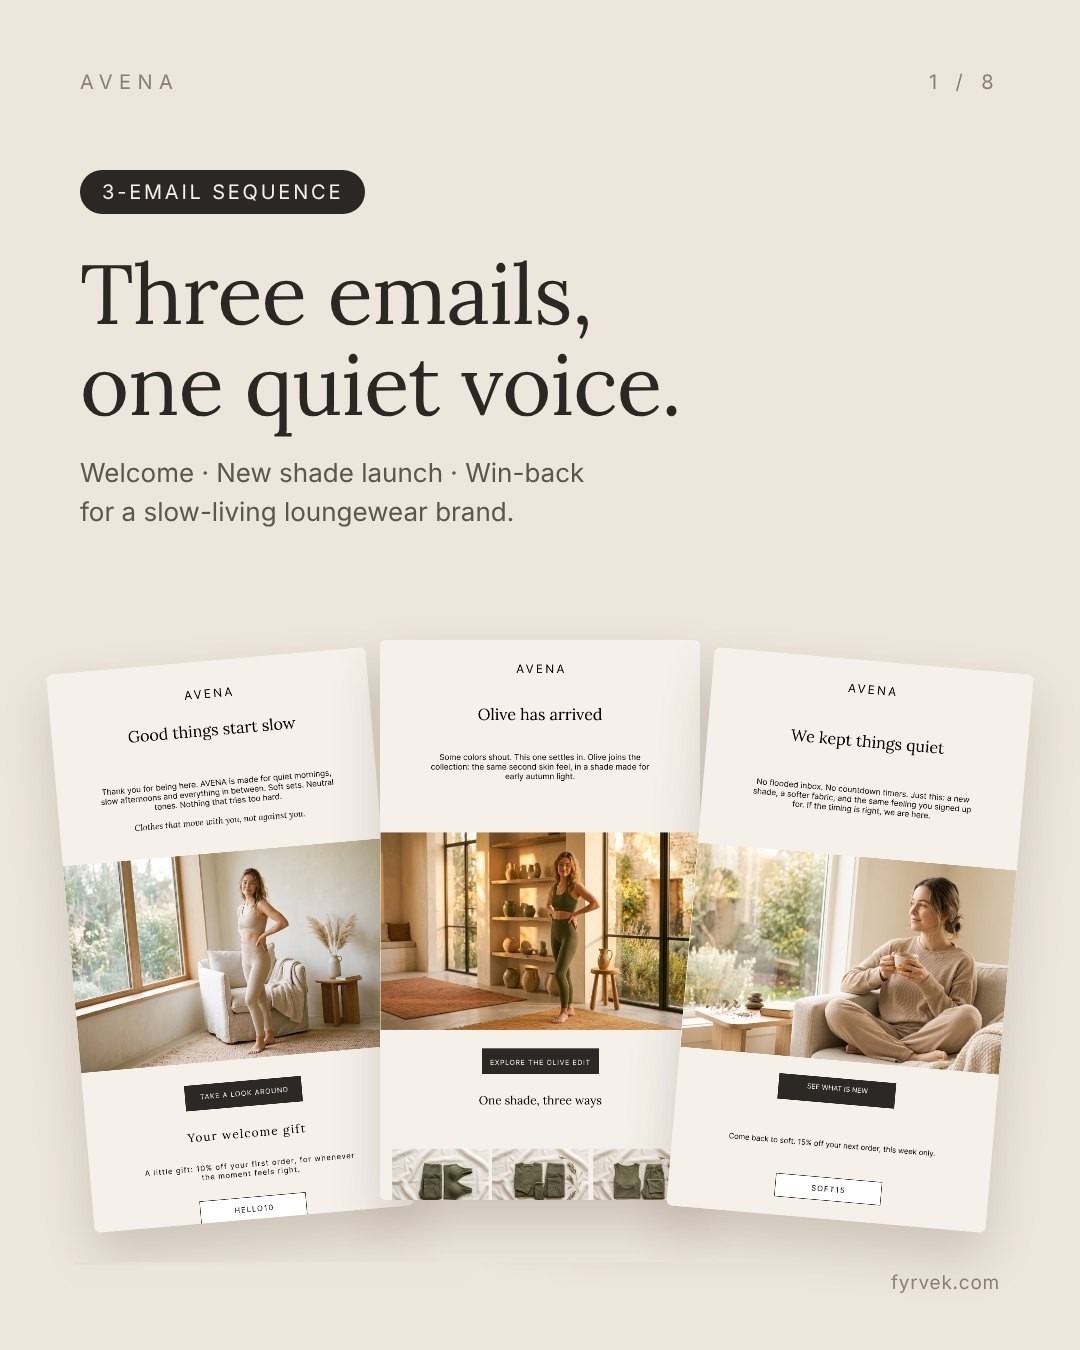 AVENA
1 / 8
3-EMAIL SEQUENCE
Three emails,
one quiet voice.
Welcome · New shade launch · Win-back
for a slow-living loungewear brand.
AVENA
Good things start slow
Thank you for being here. AVENA is made for quiet mornings,
slow afternoons and everything in between. Soft sets. Neutral
tones. Nothing that tries too hard.
Clothes that move with you, not against you.
TAKE A LOOK AROUND
Your welcome gift
A little gift: 10% off your first order, for whenever
the moment feels right.
HELLO10
AVENA
Olive has arrived
Some colors shout. This one settles in. Olive joins the
collection: the same second skin feel, in a shade made for
early autumn light.
EXPLORE THE OLIVE EDIT
One shade, three ways
AVENA
We kept things quiet
No flooded inbox. No countdown timers. Just this: a new
shade, a softer fabric, and the same feeling you signed up
for. If the timing is right, we are here.
SEE WHAT IS NEW
Come back to soft. 15% off your next order, this week only.
SOFT15
fyrvek.com